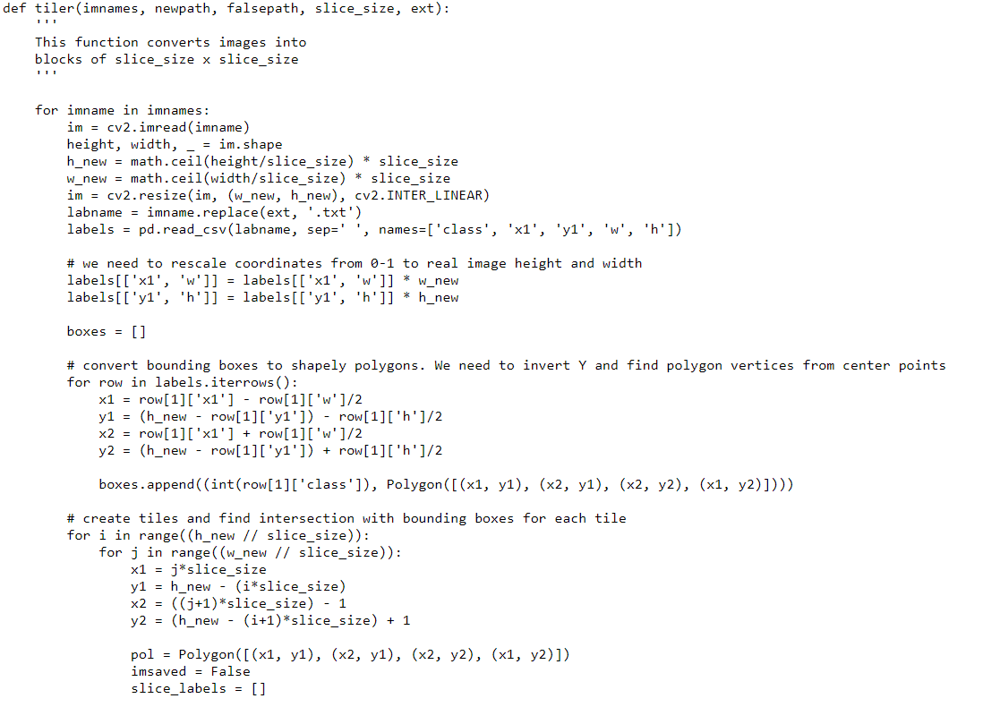 def tiler(imnames, newpath, falsepath, slice_size, ext):
    '''
    This function converts images into
    blocks of slice_size x slice_size
    '''

    for imname in imnames:
        im = cv2.imread(imname)
        height, width, _ = im.shape
        h_new = math.ceil(height/slice_size) * slice_size
        w_new = math.ceil(width/slice_size) * slice_size
        im = cv2.resize(im, (w_new, h_new), cv2.INTER_LINEAR)
        labname = imname.replace(ext, '.txt')
        labels = pd.read_csv(labname, sep=' ', names=['class', 'x1', 'y1', 'w', 'h'])

        # we need to rescale coordinates from 0-1 to real image height and width
        labels[['x1', 'w']] = labels[['x1', 'w']] * w_new
        labels[['y1', 'h']] = labels[['y1', 'h']] * h_new

        boxes = []

        # convert bounding boxes to shapely polygons. We need to invert Y and find polygon vertices from center points
        for row in labels.iterrows():
            x1 = row[1]['x1'] - row[1]['w']/2
            y1 = (h_new - row[1]['y1']) - row[1]['h']/2
            x2 = row[1]['x1'] + row[1]['w']/2
            y2 = (h_new - row[1]['y1']) + row[1]['h']/2

            boxes.append((int(row[1]['class']), Polygon([(x1, y1), (x2, y1), (x2, y2), (x1, y2)])))

        # create tiles and find intersection with bounding boxes for each tile
        for i in range((h_new // slice_size)):
            for j in range((w_new // slice_size)):
                x1 = j*slice_size
                y1 = h_new - (i*slice_size)
                x2 = ((j+1)*slice_size) - 1
                y2 = (h_new - (i+1)*slice_size) + 1

                pol = Polygon([(x1, y1), (x2, y1), (x2, y2), (x1, y2)])
                imsaved = False
                slice_labels = []